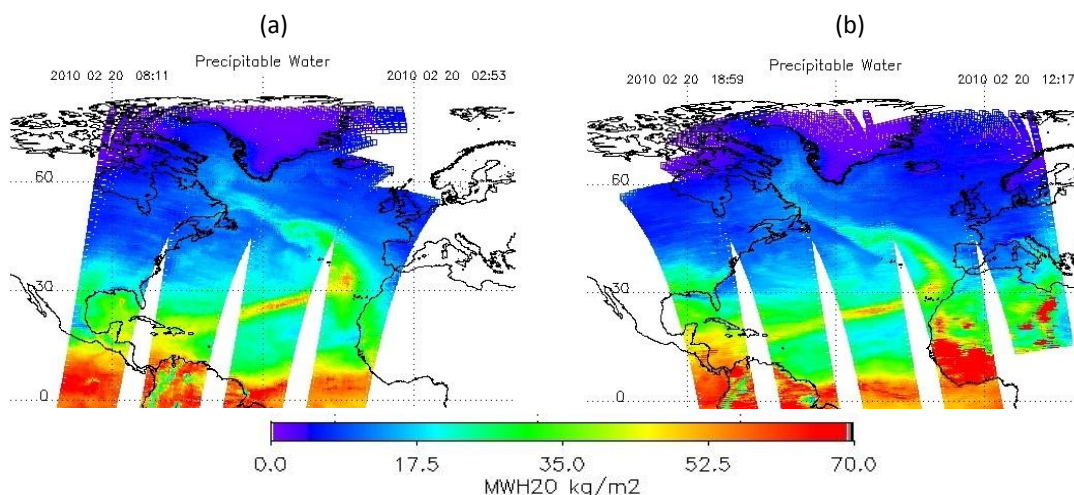 (a)
(b)
Precipitable Water
2010 02 20 08:11
2010 02 20 02:53
Precipitable Water
2010 02 20 18:59
2010 02 20 12:17
60
30
0
60
30
0
0.0 17.5 35.0 52.5 70.0
MWH2O kg/m2